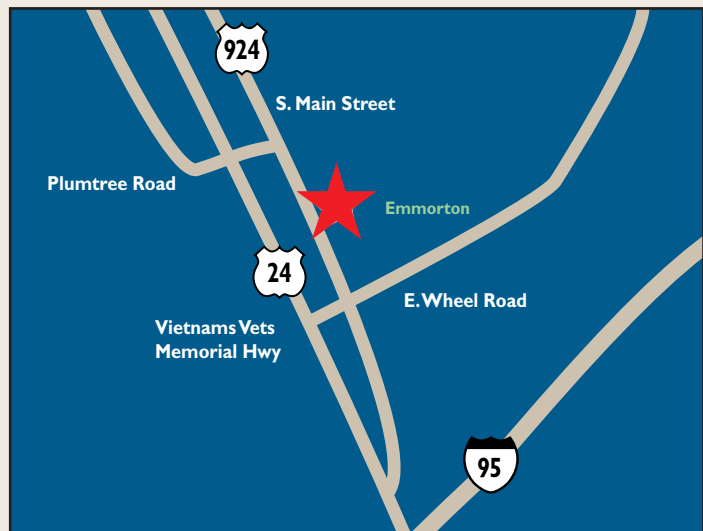 924
S. Main Street
Plumtree Road
Emmorton
24
E. Wheel Road
Vietnams Vets
Memorial Hwy
95